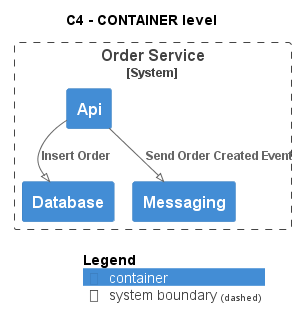 C4 - CONTAINER level
Order Service
[System]
Api
Insert Order
Send Order Created Event
Database
Messaging
Legend
container
system boundary (dashed)